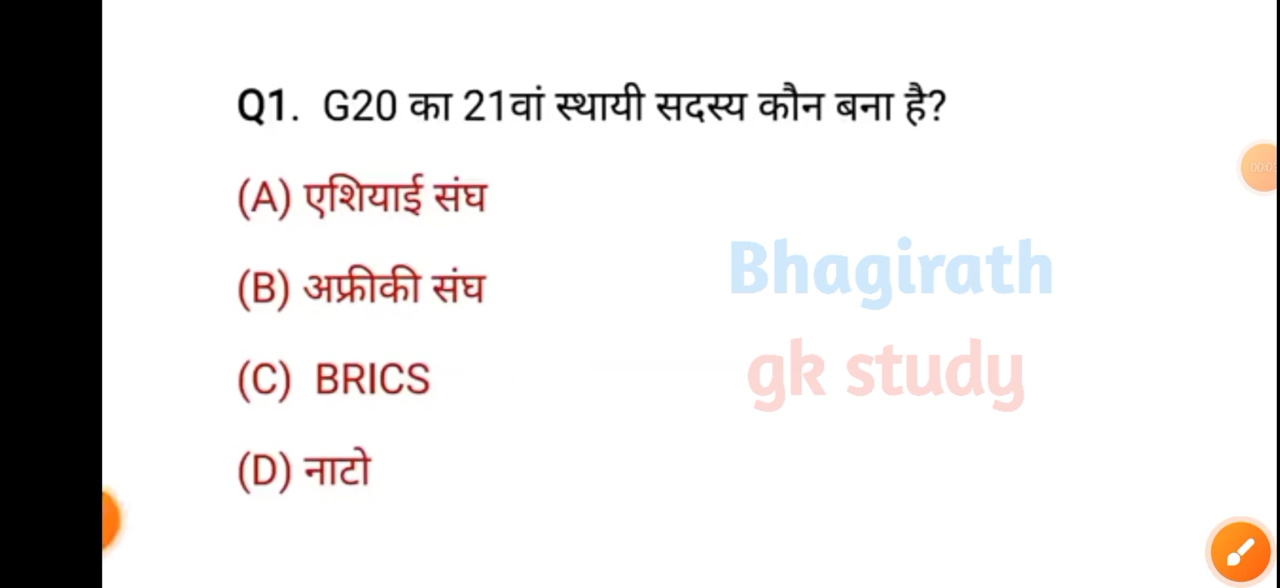 Q1. G20 का 21वां स्थायी सदस्य कौन बना है?
(A) एशियाई संघ
(B) अफ्रीकी संघ
(C) BRICS
(D) नाटो
Bhagirath
gk study